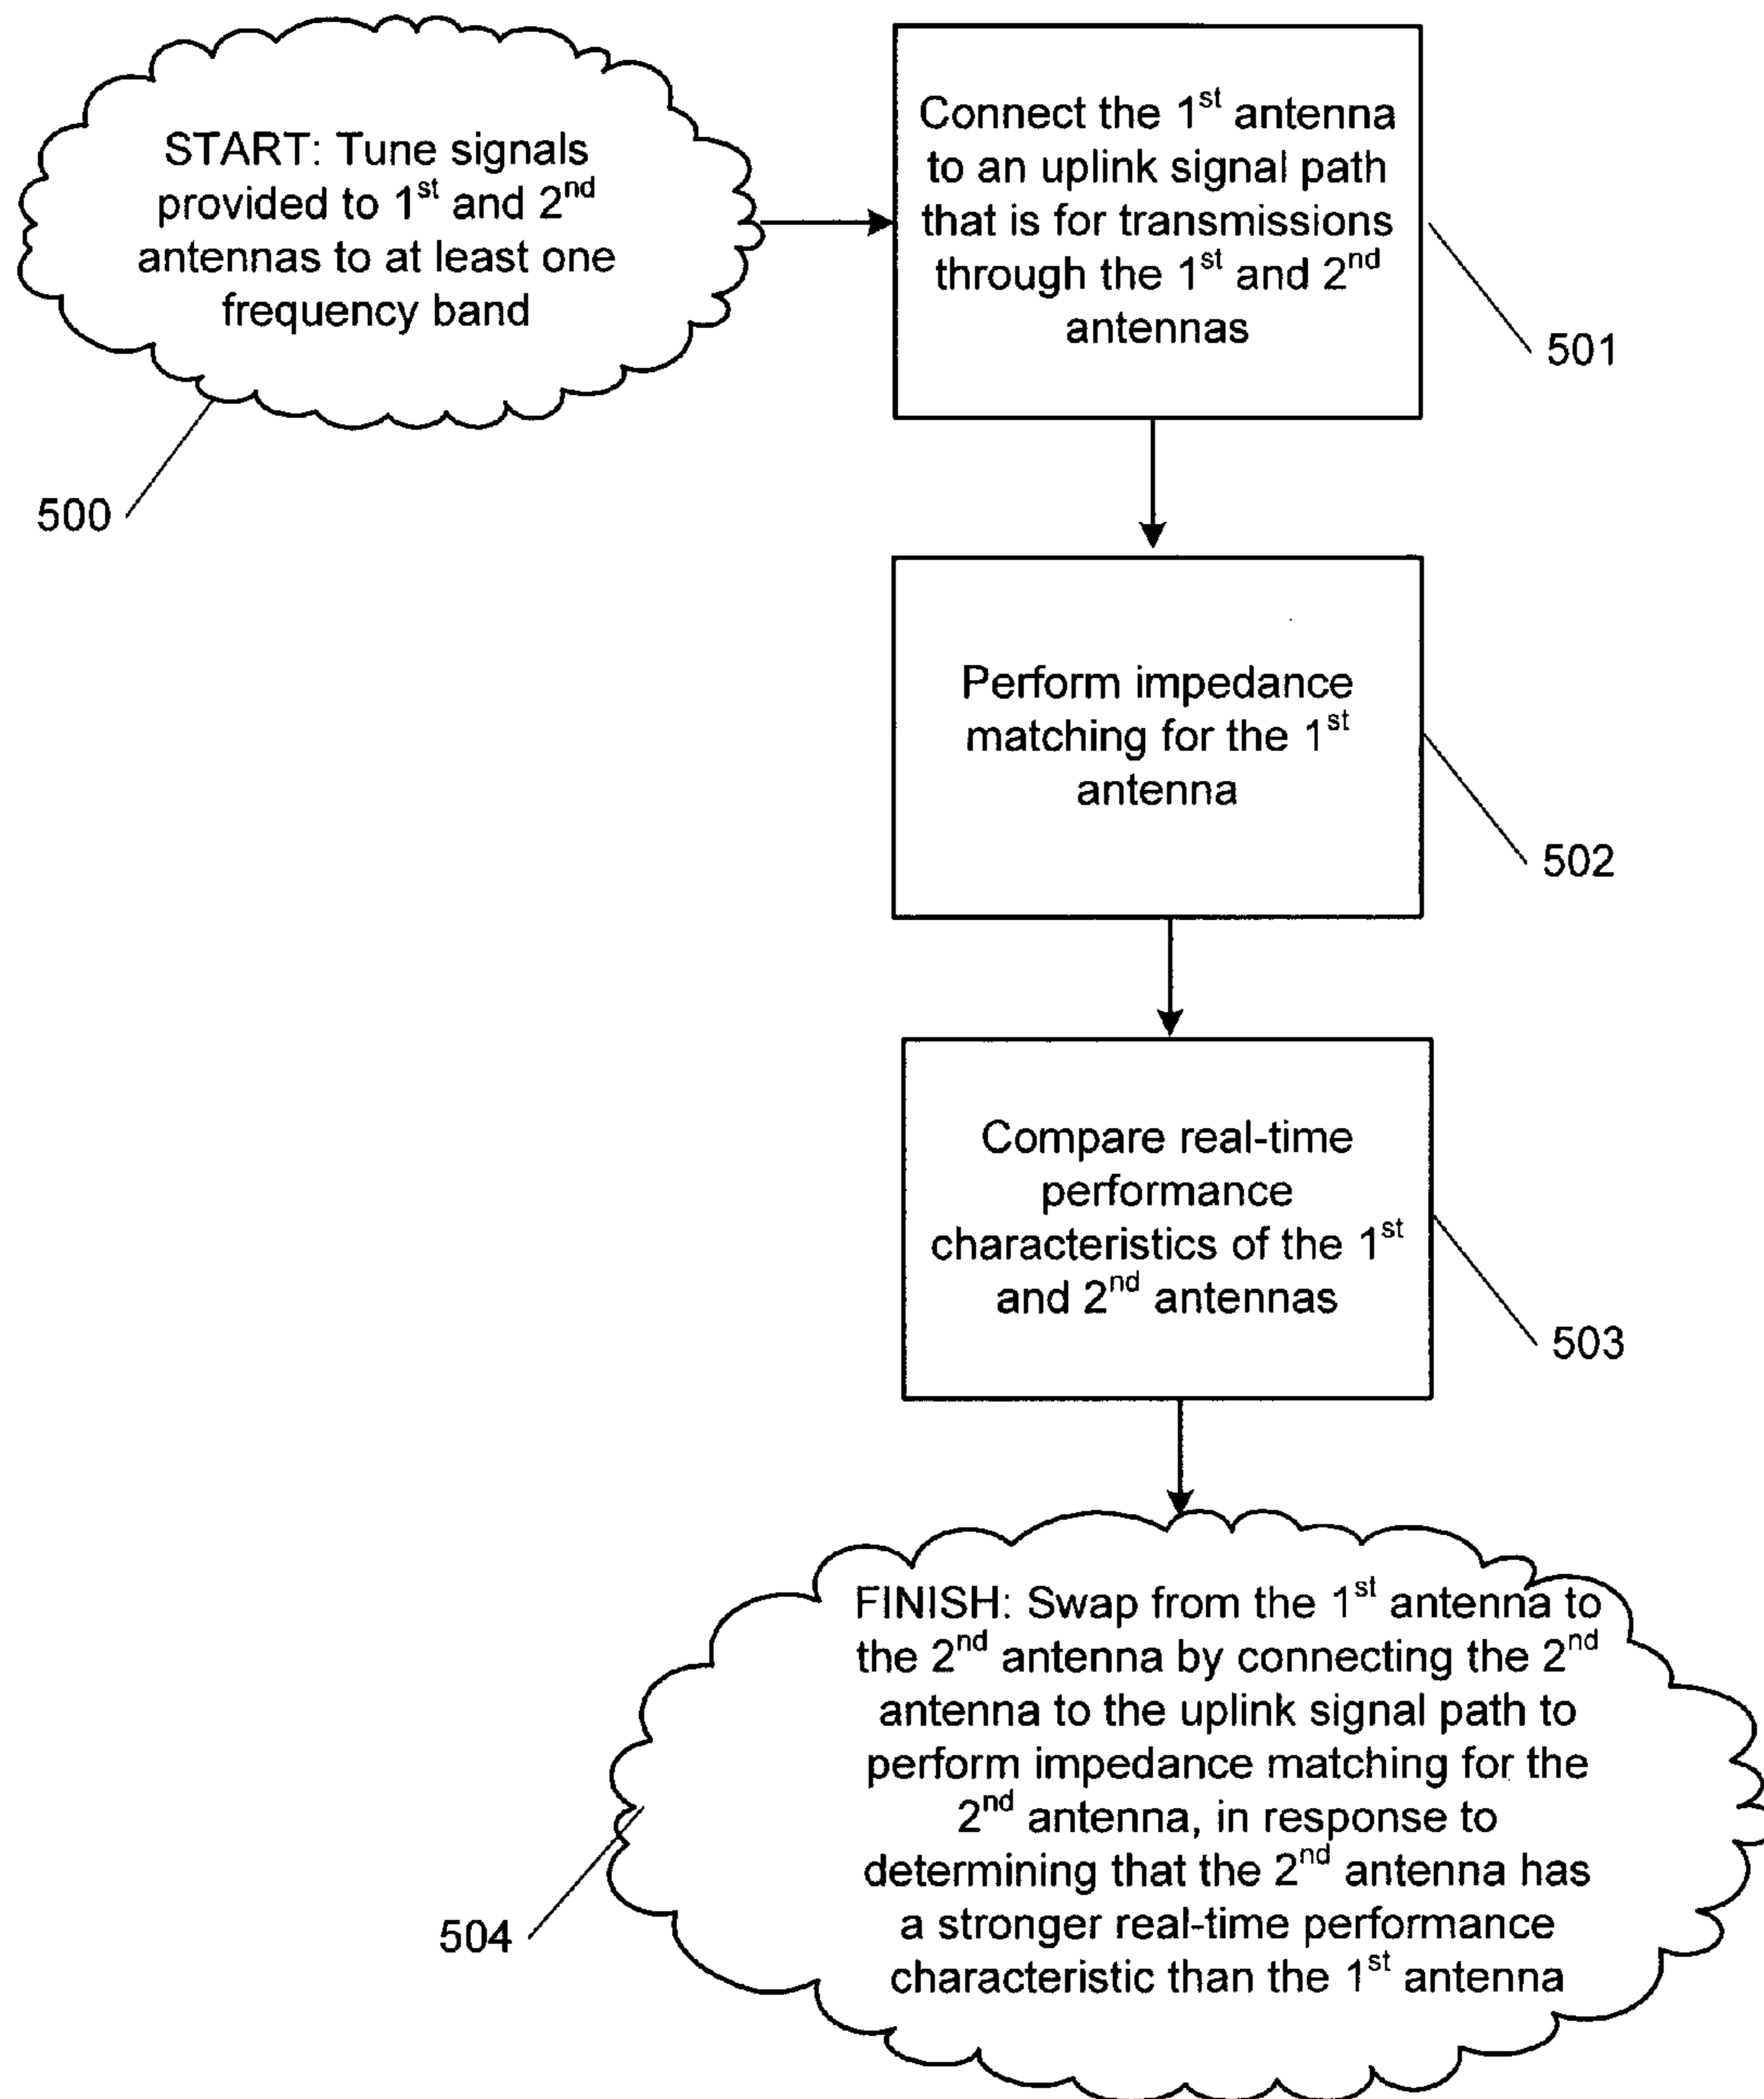 START: Tune signals
provided to 1st and 2nd
antennas to at least one
frequency band
500
Connect the 1st antenna
to an uplink signal path
that is for transmissions
through the 1st and 2nd
antennas
501
Perform impedance
matching for the 1st
antenna
502
Compare real-time
performance
characteristics of the 1st
and 2nd antennas
503
FINISH: Swap from the 1st antenna to
the 2nd antenna by connecting the 2nd
antenna to the uplink signal path to
perform impedance matching for the
2nd antenna, in response to
determining that the 2nd antenna has
a stronger real-time performance
characteristic than the 1st antenna
504